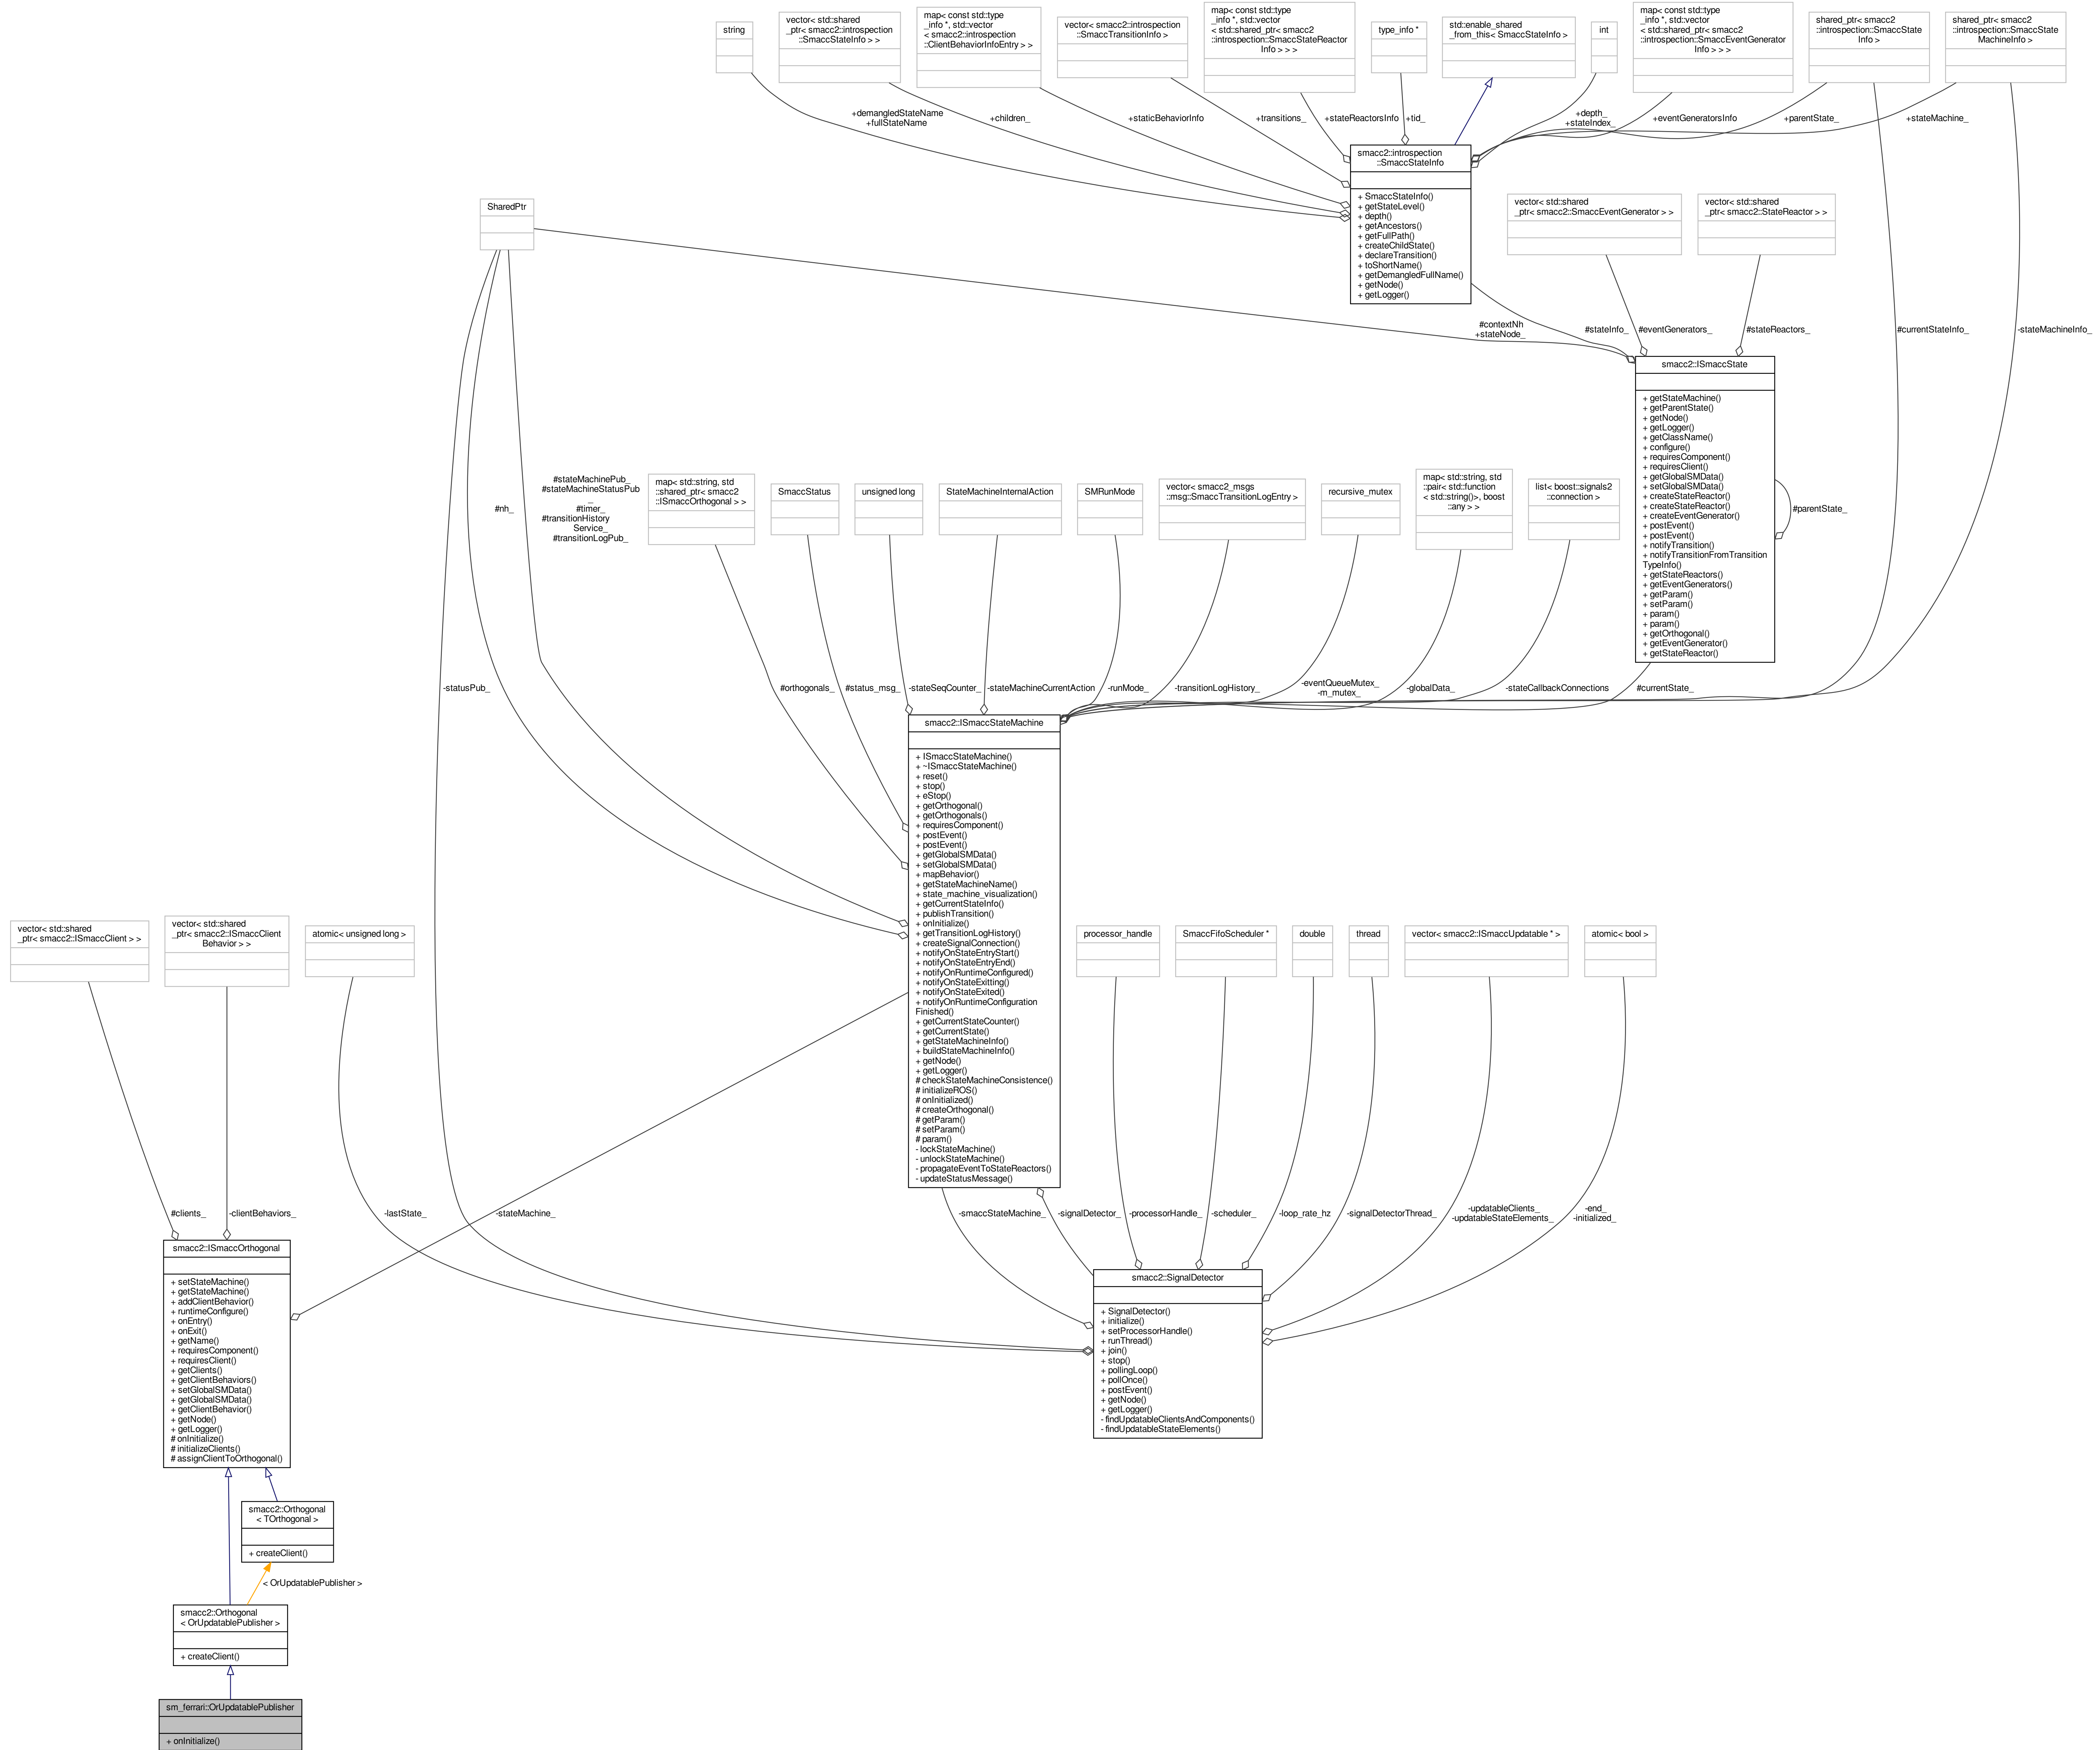 string
vector< std::shared
_ptr< smacc2::introspection
::SmaccStateInfo > >
map< const std::type
_info *, std::vector
< smacc2::introspection
::ClientBehaviorInfoEntry > >
vector< smacc2::introspection
::SmaccTransitionInfo >
map< const std::type
_info *, std::vector
< std::shared_ptr< smacc2
::introspection::SmaccStateReactor
Info > > >
type_info *
std::enable_shared
_from_this< SmaccStateInfo >
int
map< const std::type
_info *, std::vector
< std::shared_ptr< smacc2
::introspection::SmaccEventGenerator
Info > > >
shared_ptr< smacc2
::introspection::SmaccState
Info >
shared_ptr< smacc2
::introspection::SmaccState
MachineInfo >
+demangledStateName
+fullStateName
+children_
+staticBehaviorInfo
+transitions_
+stateReactorsInfo
+tid_
+depth_
+stateIndex_
+eventGeneratorsInfo
+parentState_
+stateMachine_
smacc2::introspection
::SmaccStateInfo
+ SmaccStateInfo()
+ getStateLevel()
+ depth()
+ getAncestors()
+ getFullPath()
+ createChildState()
+ declareTransition()
+ toShortName()
+ getDemangledFullName()
+ getNode()
+ getLogger()
SharedPtr
vector< std::shared
_ptr< smacc2::SmaccEventGenerator > >
vector< std::shared
_ptr< smacc2::StateReactor > >
#contextNh
+stateNode_
#stateInfo_
#eventGenerators_
#stateReactors_
#currentStateInfo_
-stateMachineInfo_
smacc2::ISmaccState
+ getStateMachine()
+ getParentState()
+ getNode()
+ getLogger()
+ getClassName()
+ configure()
+ requiresComponent()
+ requiresClient()
+ getGlobalSMData()
+ setGlobalSMData()
+ createStateReactor()
+ createStateReactor()
+ createEventGenerator()
+ postEvent()
+ postEvent()
+ notifyTransition()
+ notifyTransitionFromTransition
TypeInfo()
+ getStateReactors()
+ getEventGenerators()
+ getParam()
+ setParam()
+ param()
+ param()
+ getOrthogonal()
+ getEventGenerator()
+ getStateReactor()
#parentState_
#nh_
#stateMachinePub_
#stateMachineStatusPub
_
#timer_
#transitionHistory
Service_
#transitionLogPub_
map< std::string, std
::shared_ptr< smacc2
::ISmaccOrthogonal > >
SmaccStatus
unsigned long
StateMachineInternalAction
SMRunMode
vector< smacc2_msgs
::msg::SmaccTransitionLogEntry >
recursive_mutex
map< std::string, std
::pair< std::function
< std::string()>, boost
::any > >
list< boost::signals2
::connection >
-statusPub_
#orthogonals_
#status_msg_
-stateSeqCounter_
-stateMachineCurrentAction
-runMode_
-transitionLogHistory_
-eventQueueMutex_
-m_mutex_
-globalData_
-stateCallbackConnections
#currentState_
smacc2::ISmaccStateMachine
+ ISmaccStateMachine()
+ ~ISmaccStateMachine()
+ reset()
+ stop()
+ eStop()
+ getOrthogonal()
+ getOrthogonals()
+ requiresComponent()
+ postEvent()
+ postEvent()
+ getGlobalSMData()
+ setGlobalSMData()
+ mapBehavior()
+ getStateMachineName()
+ state_machine_visualization()
+ getCurrentStateInfo()
+ publishTransition()
+ onInitialize()
+ getTransitionLogHistory()
+ createSignalConnection()
+ notifyOnStateEntryStart()
+ notifyOnStateEntryEnd()
+ notifyOnRuntimeConfigured()
+ notifyOnStateExitting()
+ notifyOnStateExited()
+ notifyOnRuntimeConfiguration
Finished()
+ getCurrentStateCounter()
+ getCurrentState()
+ getStateMachineInfo()
+ buildStateMachineInfo()
+ getNode()
+ getLogger()
# checkStateMachineConsistence()
# initializeROS()
# onInitialized()
# createOrthogonal()
# getParam()
# setParam()
# param()
- lockStateMachine()
- unlockStateMachine()
- propagateEventToStateReactors()
- updateStatusMessage()
vector< std::shared
_ptr< smacc2::ISmaccClient > >
vector< std::shared
_ptr< smacc2::ISmaccClient
Behavior > >
atomic< unsigned long >
processor_handle
SmaccFifoScheduler *
double
thread
vector< smacc2::ISmaccUpdatable * >
atomic< bool >
#clients_
-clientBehaviors_
-lastState_
-stateMachine_
-smaccStateMachine_
-signalDetector_
-processorHandle_
-scheduler_
-loop_rate_hz
-signalDetectorThread_
-updatableClients_
-updatableStateElements_
-end_
-initialized_
smacc2::ISmaccOrthogonal
+ setStateMachine()
+ getStateMachine()
+ addClientBehavior()
+ runtimeConfigure()
+ onEntry()
+ onExit()
+ getName()
+ requiresComponent()
+ requiresClient()
+ getClients()
+ getClientBehaviors()
+ setGlobalSMData()
+ getGlobalSMData()
+ getClientBehavior()
+ getNode()
+ getLogger()
# onInitialize()
# initializeClients()
# assignClientToOrthogonal()
smacc2::SignalDetector
+ SignalDetector()
+ initialize()
+ setProcessorHandle()
+ runThread()
+ join()
+ stop()
+ pollingLoop()
+ pollOnce()
+ postEvent()
+ getNode()
+ getLogger()
- findUpdatableClientsAndComponents()
- findUpdatableStateElements()
smacc2::Orthogonal
< TOrthogonal >
+ createClient()
< OrUpdatablePublisher >
smacc2::Orthogonal
< OrUpdatablePublisher >
+ createClient()
sm_ferrari::OrUpdatablePublisher
+ onInitialize()